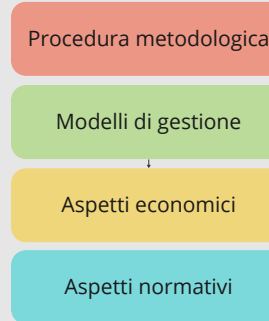 Procedura metodologica
Modelli di gestione
Aspetti economici
Aspetti normativi